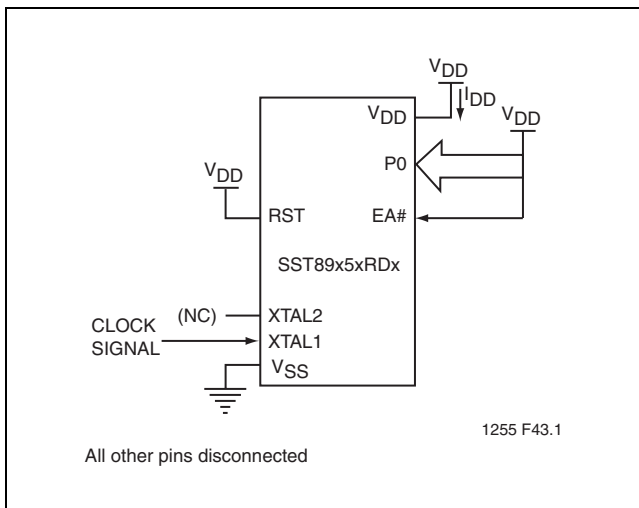 VDD
IDD
VDD
VDD
P0
VDD
RST
EA#
SST89x5xRDx
(NC)
XTAL2
CLOCK
SIGNAL
XTAL1
VSS
1255 F43.1
All other pins disconnected